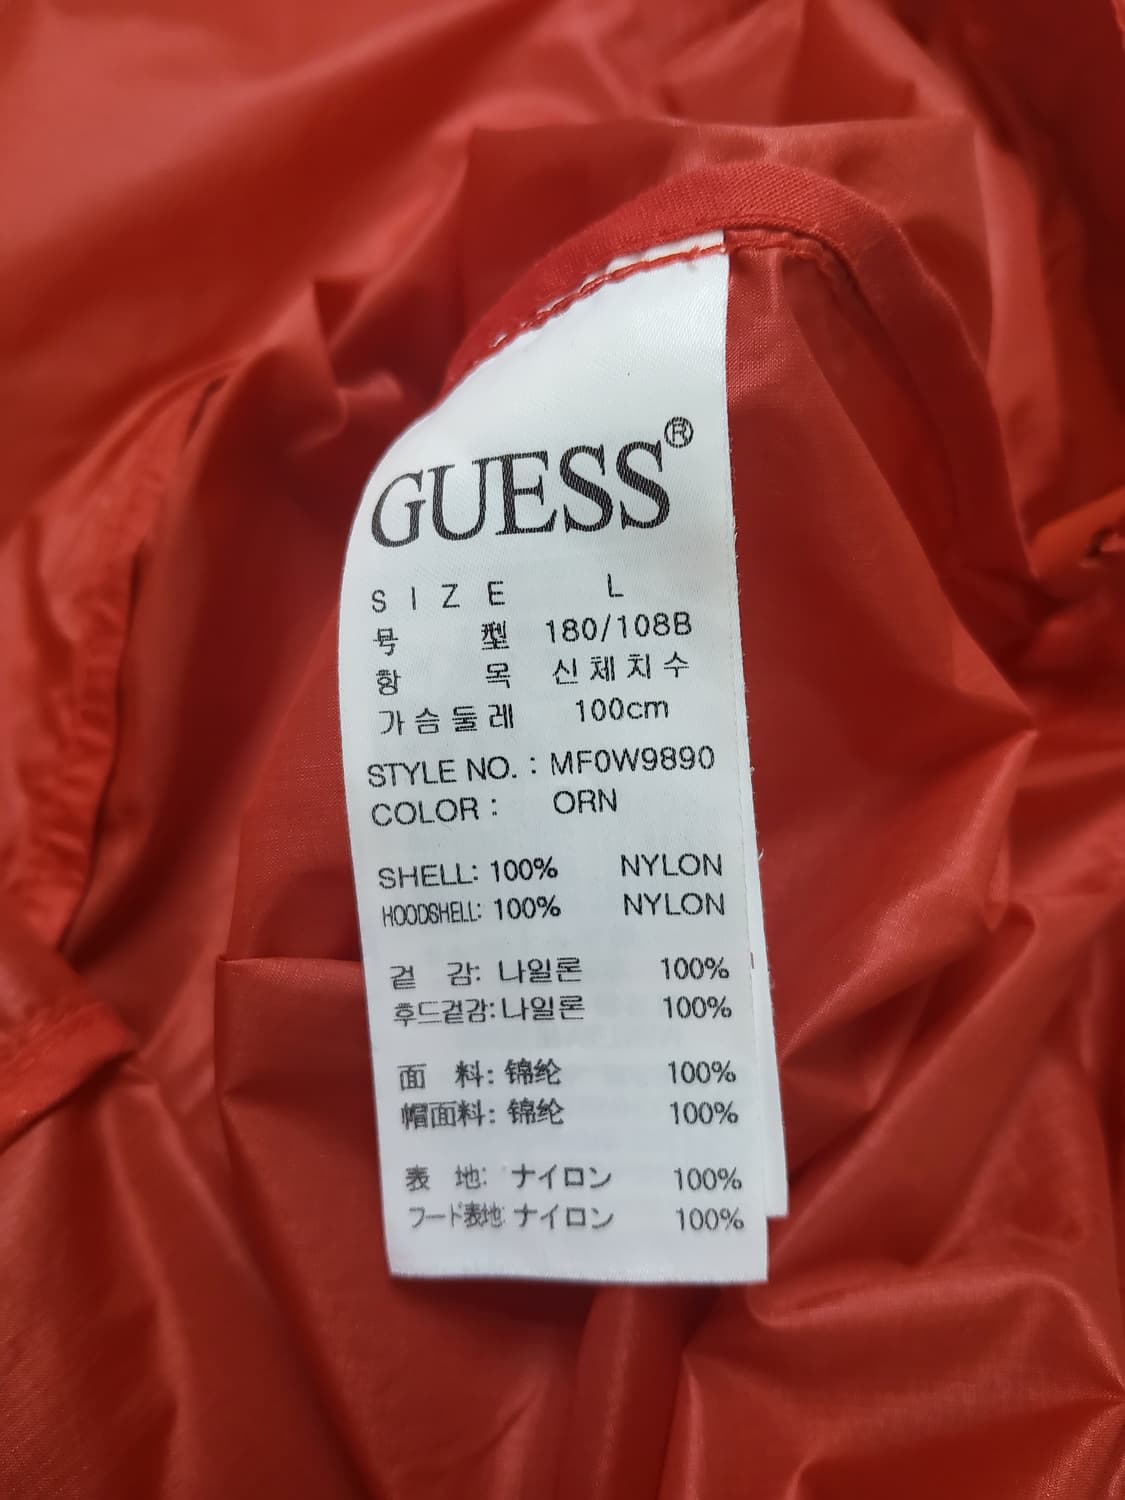 GUESS®
SIZE L
号型 180/108B
항목 신체치수
가슴둘레 100cm
STYLE NO. : MF0W9890
COLOR : ORN
SHELL: 100% NYLON
HOODSHELL: 100% NYLON
겉감: 나일론 100%
후드겉감: 나일론 100%
面料: 锦纶 100%
帽面料: 锦纶 100%
表地: ナイロン 100%
フード表地: ナイロン 100%